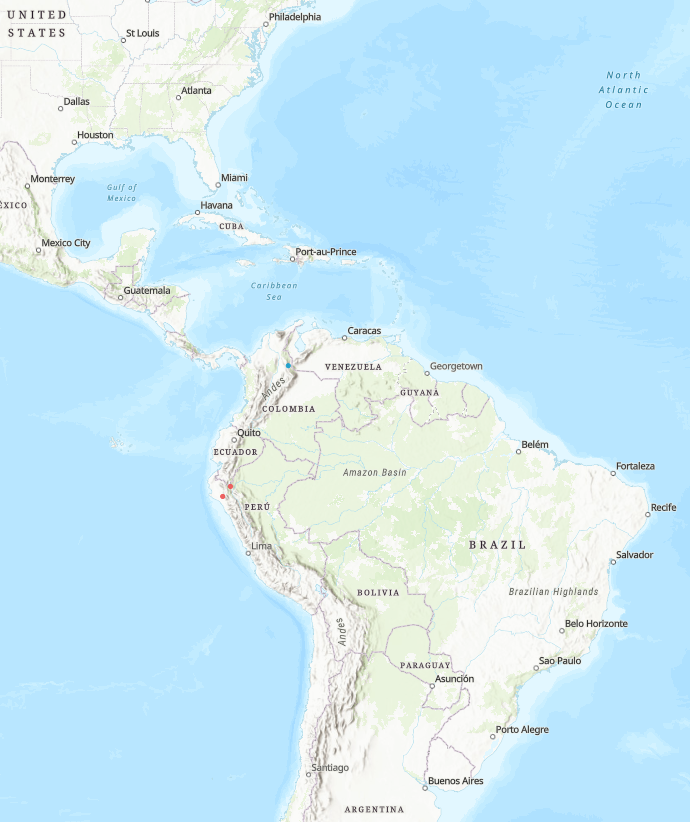 UNITED
STATES
Philadelphia
St Louis
North
Atlantic
Ocean
Atlanta
Dallas
Houston
Monterrey
Miami
Gulf of
Mexico
Havana
ÉXICO
CUBA
Mexico City
Port-au-Prince
Guatemala
Caribbean
Sea
Caracas
VENEZUELA
Georgetown
Andes
GUYANA
COLOMBIA
Quito
ECUADOR
Belém
Amazon Basin
Fortaleza
PERÚ
Recife
Lima
BRAZIL
Salvador
BOLIVIA
Brazilian Highlands
Andes
Belo Horizonte
PARAGUAY
Sao Paulo
Asunción
Porto Alegre
Santiago
Buenos Aires
ARGENTINA